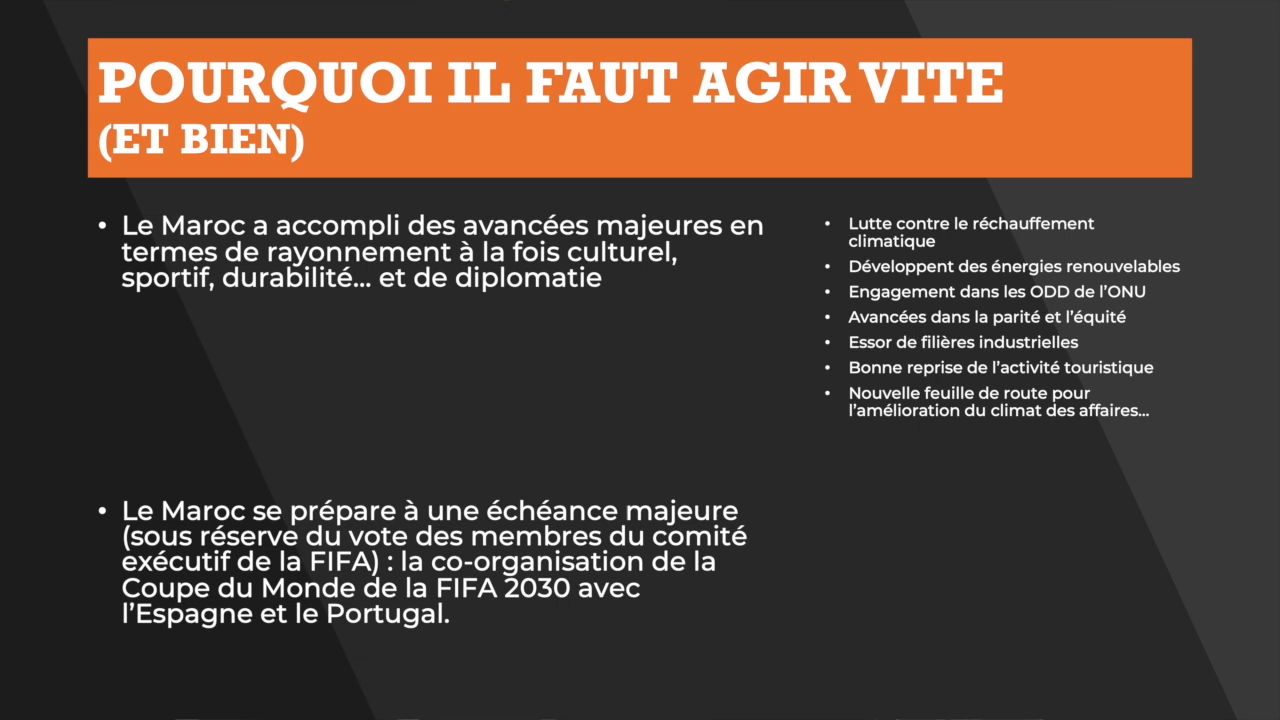 POURQUOI IL FAUT AGIR VITE
(ET BIEN)
• Le Maroc a accompli des avancées majeures en
termes de rayonnement à la fois culturel,
sportif, durabilité... et de diplomatie
• Le Maroc se prépare à une échéance majeure
(sous réserve du vote des membres du comité
exécutif de la FIFA) : la co-organisation de la
Coupe du Monde de la FIFA 2030 avec
l’Espagne et le Portugal.
• Lutte contre le réchauffement
climatique
• Développent des énergies renouvelables
• Engagement dans les ODD de l’ONU
• Avancées dans la parité et l’équité
• Essor de filières industrielles
• Bonne reprise de l’activité touristique
• Nouvelle feuille de route pour
l’amélioration du climat des affaires...